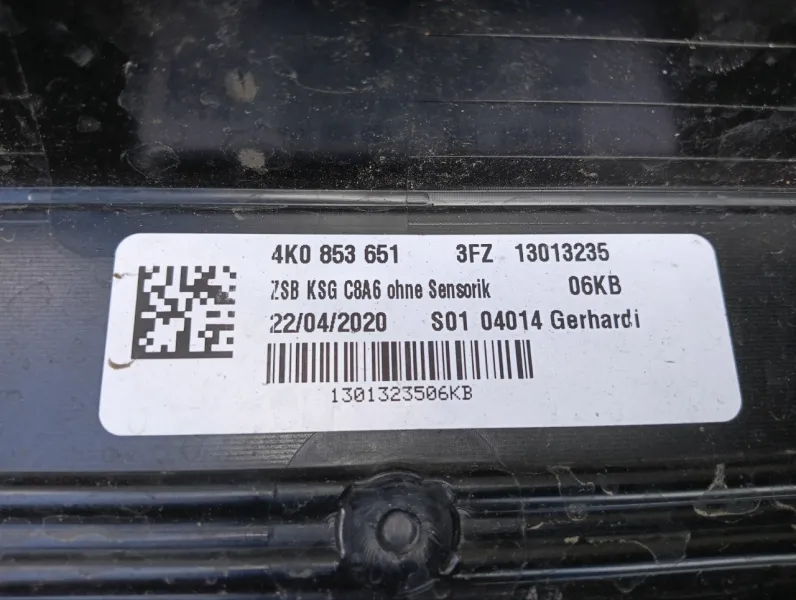 4K0 853 651 3FZ 13013235
ZSB KSG C8A6 ohne Sensorik 06KB
22/04/2020 S01 04014 Gerhardi
1301323506KB